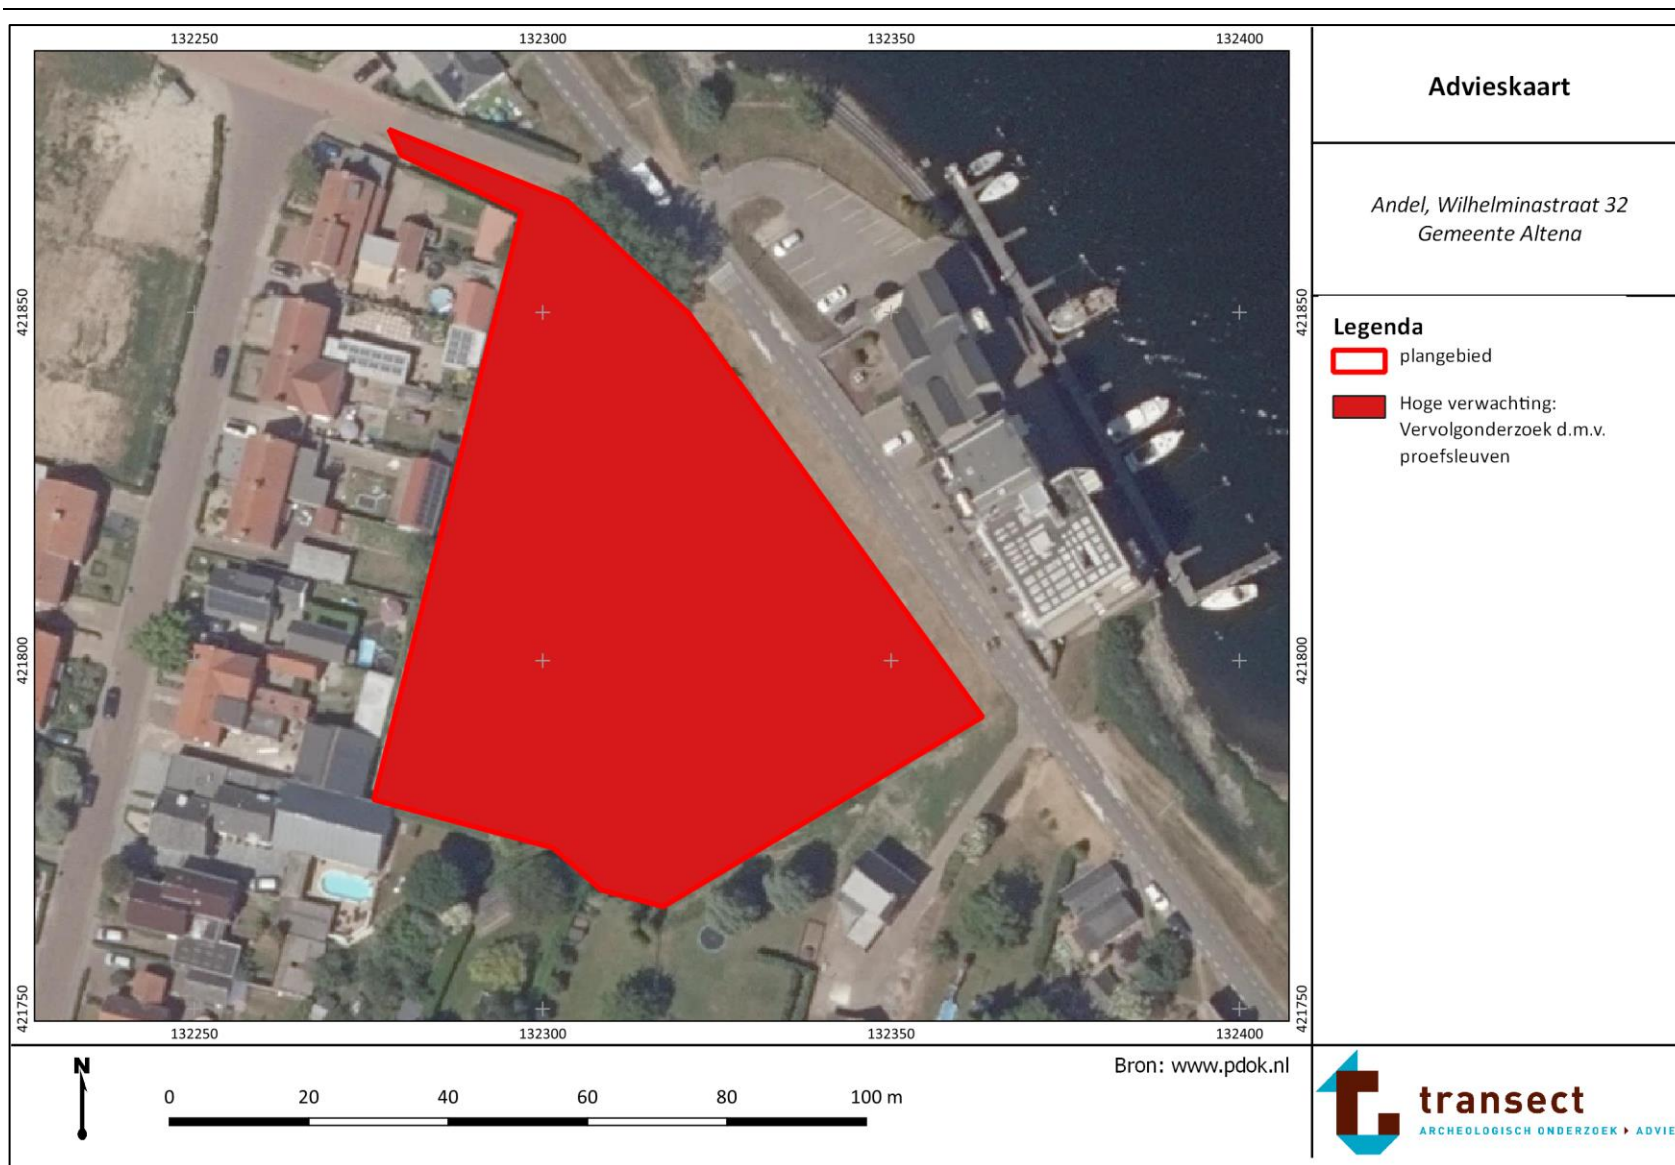 132250 132300 132350 132400
421850 421850
421800 421800
421750 421750
132250 132300 132350 132400
Advieskaart
Andel, Wilhelminastraat 32
Gemeente Altena
Legenda
plangebied
Hoge verwachting:
Vervolgonderzoek d.m.v.
proefsleuven
N
0 20 40 60 80 100 m
Bron: www.pdok.nl
transect
ARCHEOLOGISCH ONDERZOEK ADVIE